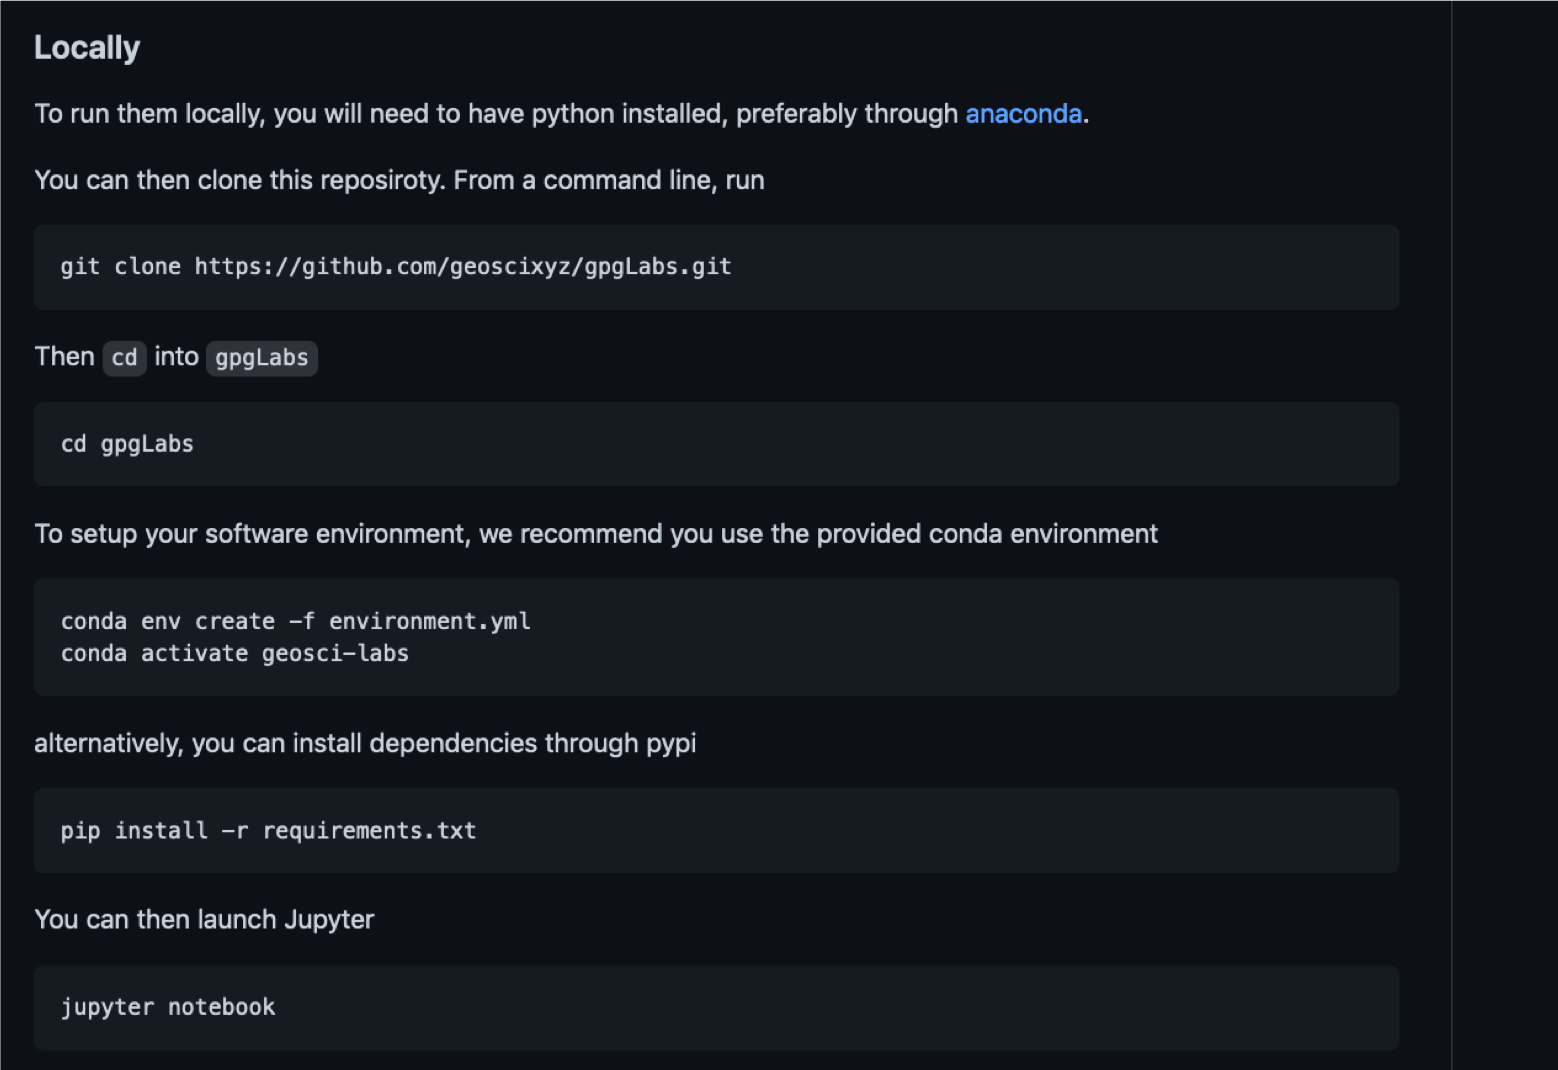 Locally
To run them locally, you will need to have python installed, preferably through anaconda.
You can then clone this reposiroty. From a command line, run
git clone https://github.com/geoscixyz/gpgLabs.git
Then cd into gpgLabs
cd gpgLabs
To setup your software environment, we recommend you use the provided conda environment
conda env create -f environment.yml
conda activate geosci-labs
alternatively, you can install dependencies through pypi
pip install -r requirements.txt
You can then launch Jupyter
jupyter notebook